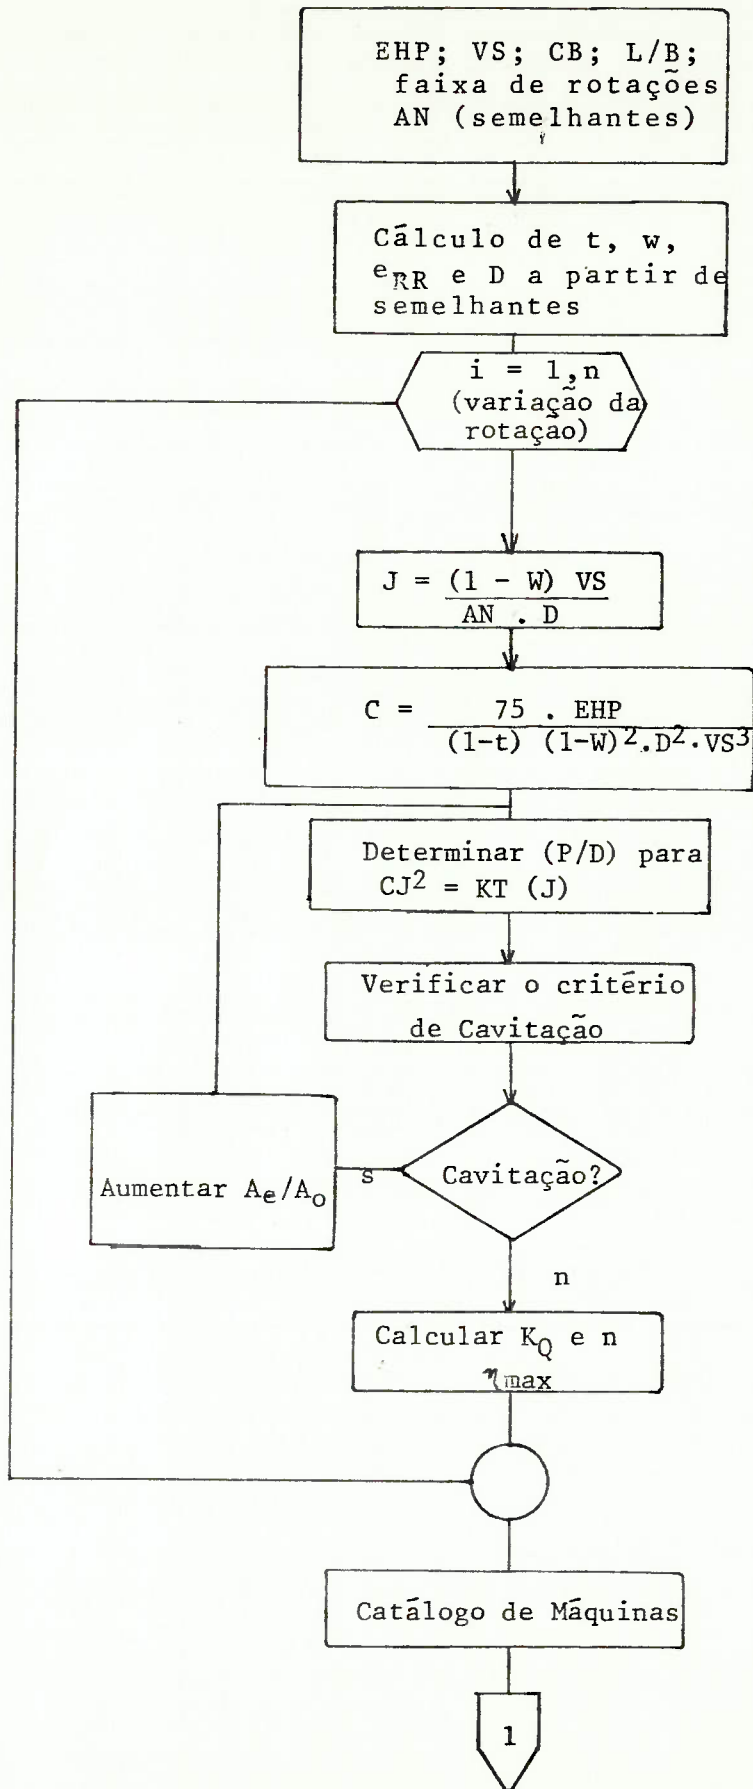 EHP; VS; CB; L/B;
faixa de rotações
AN (semelhantes)
Cálculo de t, w,
eRR e D a partir de
semelhantes
i = 1,n
(variação da
rotação)
J = (1 - W) VS
AN . D
C = 75 . EHP
(1-t) (1-W)².D².VS³
Determinar (P/D) para
CJ² = KT (J)
Verificar o critério
de Cavitação
Cavitação?
s
Aumentar Ae/Ao
n
Calcular KQ e n
ηmax
Catálogo de Máquinas
1